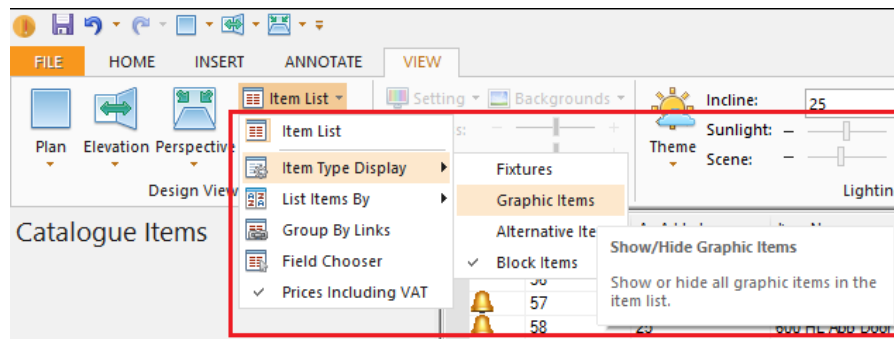 FILE HOME INSERT ANNOTATE VIEW
Item List Setting Backgrounds Incline: 25
Item List s: Sunlight:
Plan Elevation Perspective Theme Scene:
Item Type Display Fixtures
Design View List Items By Graphic Items Lighting
Catalogue Items Group By Links Alternative Ite
Show/Hide Graphic Items
Field Chooser Block Items
Show or hide all graphic items in the
item list.
Prices Including VAT 57
58 25 600 HL App Door